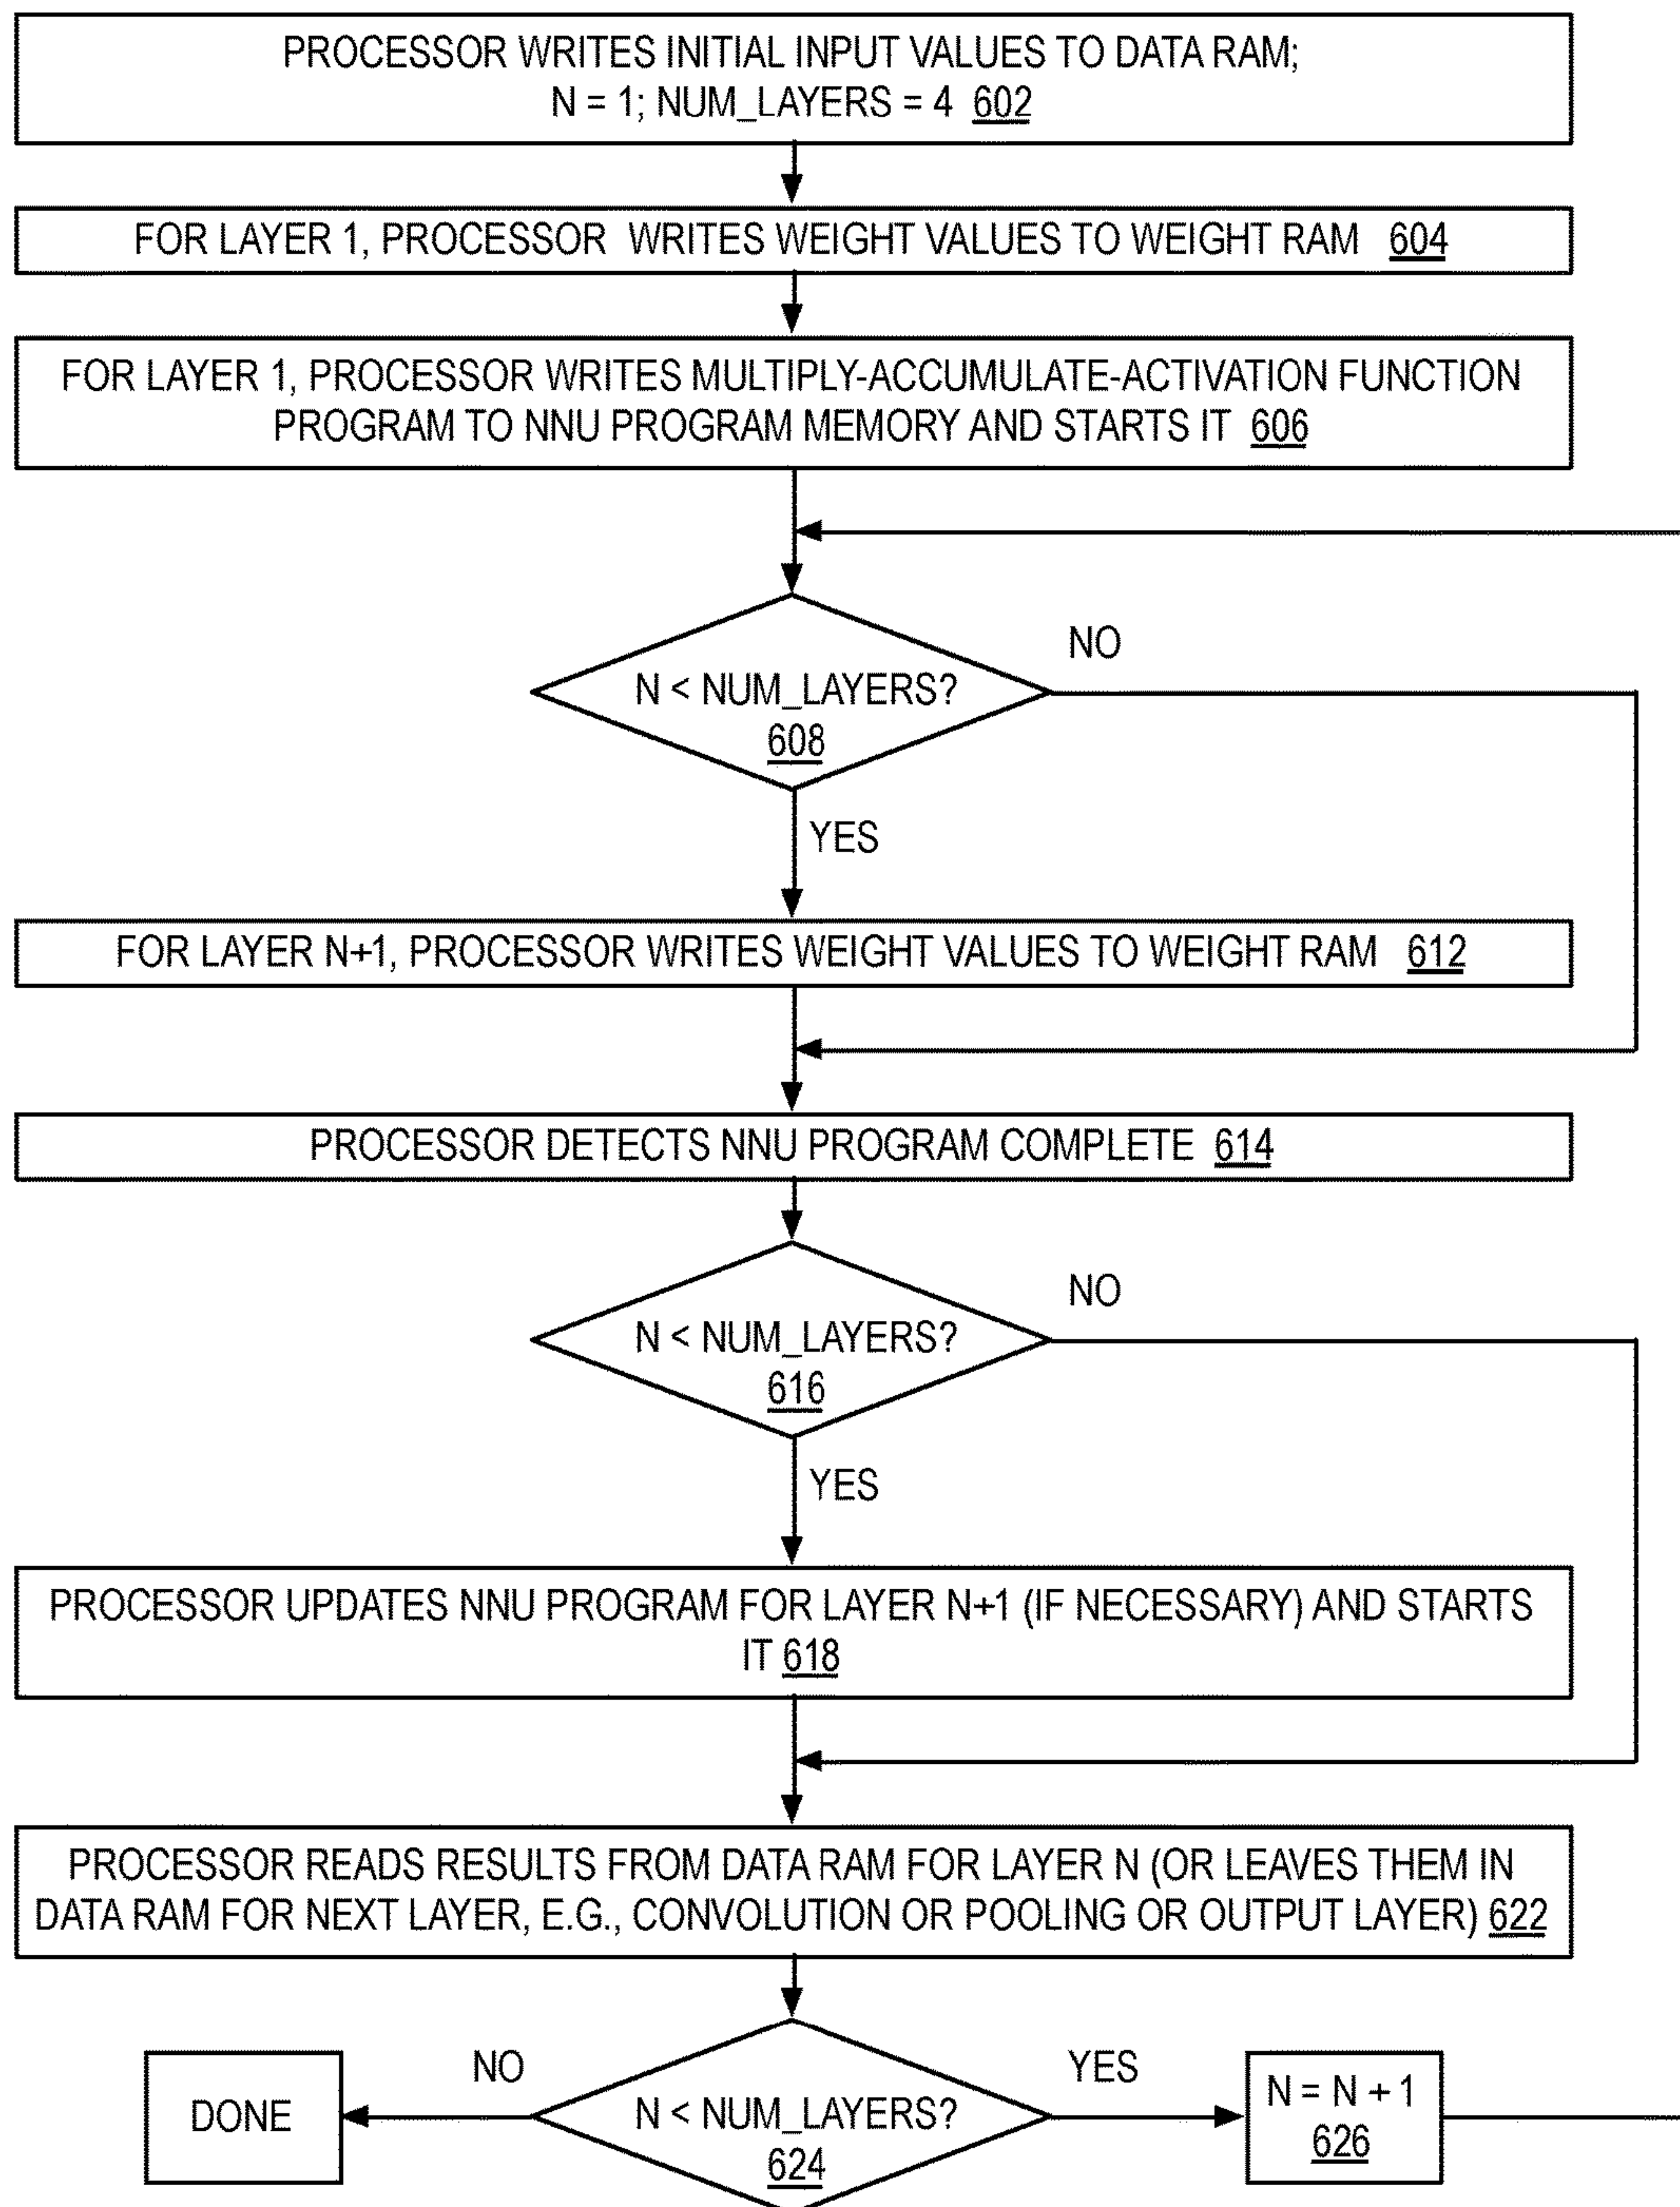 PROCESSOR WRITES INITIAL INPUT VALUES TO DATA RAM;
N = 1; NUM_LAYERS = 4 602
FOR LAYER 1, PROCESSOR WRITES WEIGHT VALUES TO WEIGHT RAM 604
FOR LAYER 1, PROCESSOR WRITES MULTIPLY-ACCUMULATE-ACTIVATION FUNCTION
PROGRAM TO NNU PROGRAM MEMORY AND STARTS IT 606
NO
N < NUM_LAYERS?
608
YES
FOR LAYER N+1, PROCESSOR WRITES WEIGHT VALUES TO WEIGHT RAM 612
PROCESSOR DETECTS NNU PROGRAM COMPLETE 614
NO
N < NUM_LAYERS?
616
YES
PROCESSOR UPDATES NNU PROGRAM FOR LAYER N+1 (IF NECESSARY) AND STARTS
IT 618
PROCESSOR READS RESULTS FROM DATA RAM FOR LAYER N (OR LEAVES THEM IN
DATA RAM FOR NEXT LAYER, E.G., CONVOLUTION OR POOLING OR OUTPUT LAYER) 622
NO
YES
DONE
N < NUM_LAYERS?
624
N = N + 1
626